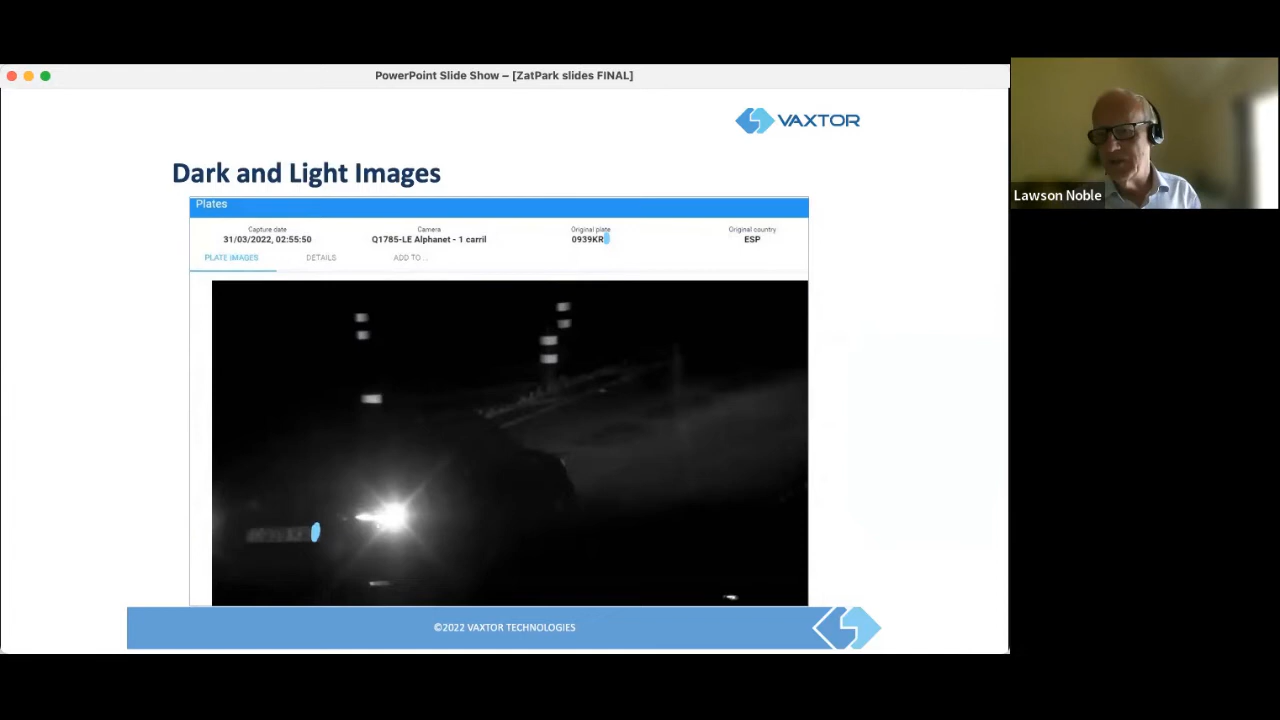 PowerPoint Slide Show – [ZatPark slides FINAL]
VAXTOR
Lawson Noble
Dark and Light Images
Plates
Capture date
31/03/2022, 02:55:50
Camera
Q1785-LE Alphanet - 1 carril
Original plate
0939KR
Original country
ESP
PLATE IMAGES
DETAILS
ADD TO ...
©2022 VAXTOR TECHNOLOGIES